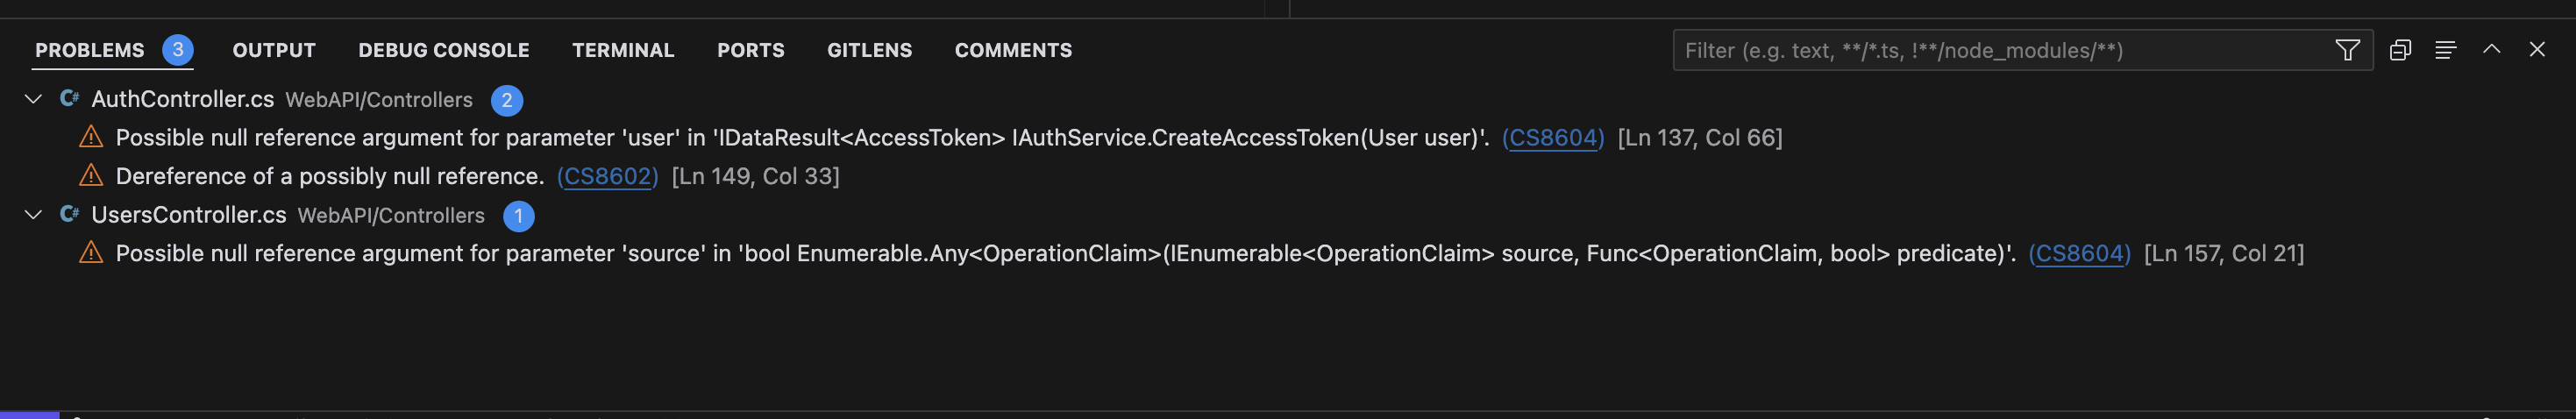 PROBLEMS 3 OUTPUT DEBUG CONSOLE TERMINAL PORTS GITLENS COMMENTS Filter (e.g. text, **/*.ts, !**/node_modules/**)
C# AuthController.cs WebAPI/Controllers 2
Possible null reference argument for parameter 'user' in 'IDataResult<AccessToken> IAuthService.CreateAccessToken(User user)'. (CS8604) [Ln 137, Col 66]
Dereference of a possibly null reference. (CS8602) [Ln 149, Col 33]
C# UsersController.cs WebAPI/Controllers 1
Possible null reference argument for parameter 'source' in 'bool Enumerable.Any<OperationClaim>(IEnumerable<OperationClaim> source, Func<OperationClaim, bool> predicate)'. (CS8604) [Ln 157, Col 21]